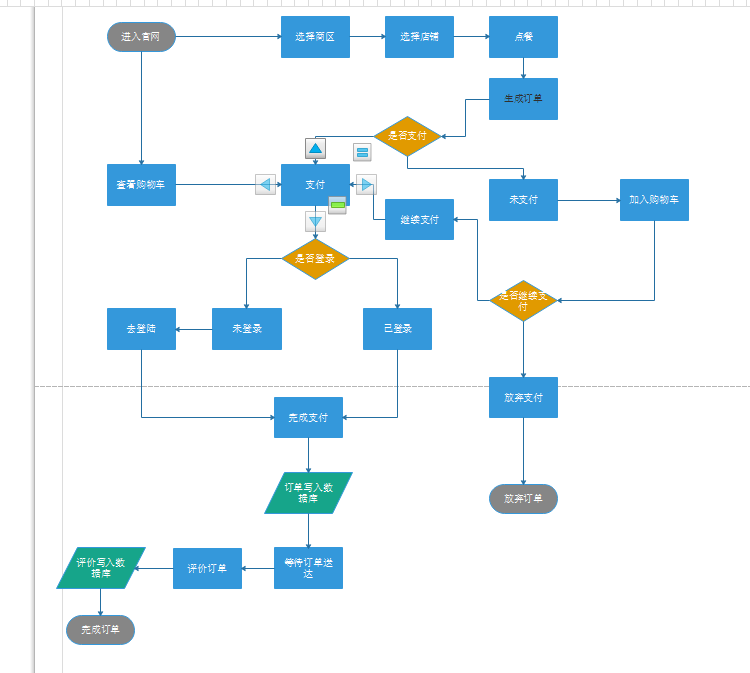 进入官网
选择商区
选择店铺
点餐
生成订单
是否支付
查看购物车
支付
未支付
加入购物车
继续支付
是否登录
是否继续支
付
去登陆
未登录
已登录
放弃支付
完成支付
订单写入数
据库
放弃订单
评价写入数
据库
评价订单
等待订单送
达
完成订单